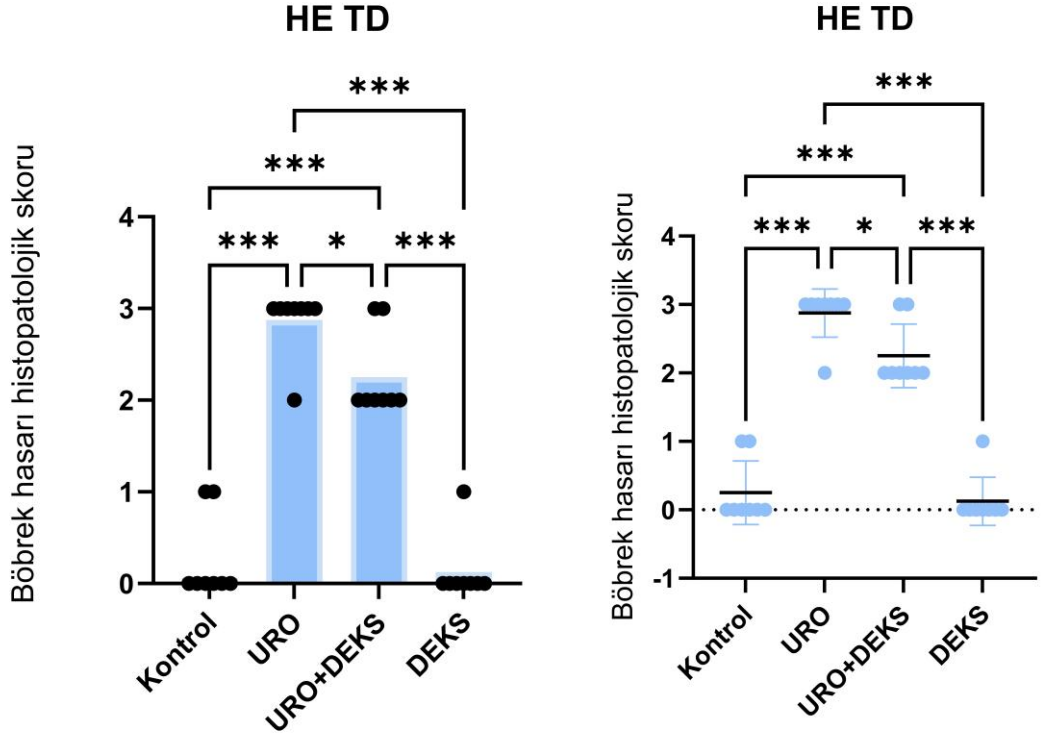 HE TD
***
***
***
*
***
Böbrek hasarı histopatolojik skoru
4
3
2
1
0
Kontrol
URO
URO+DEKS
DEKS
HE TD
***
***
***
*
***
Böbrek hasarı histopatolojik skoru
4
3
2
1
0
-1
Kontrol
URO
URO+DEKS
DEKS